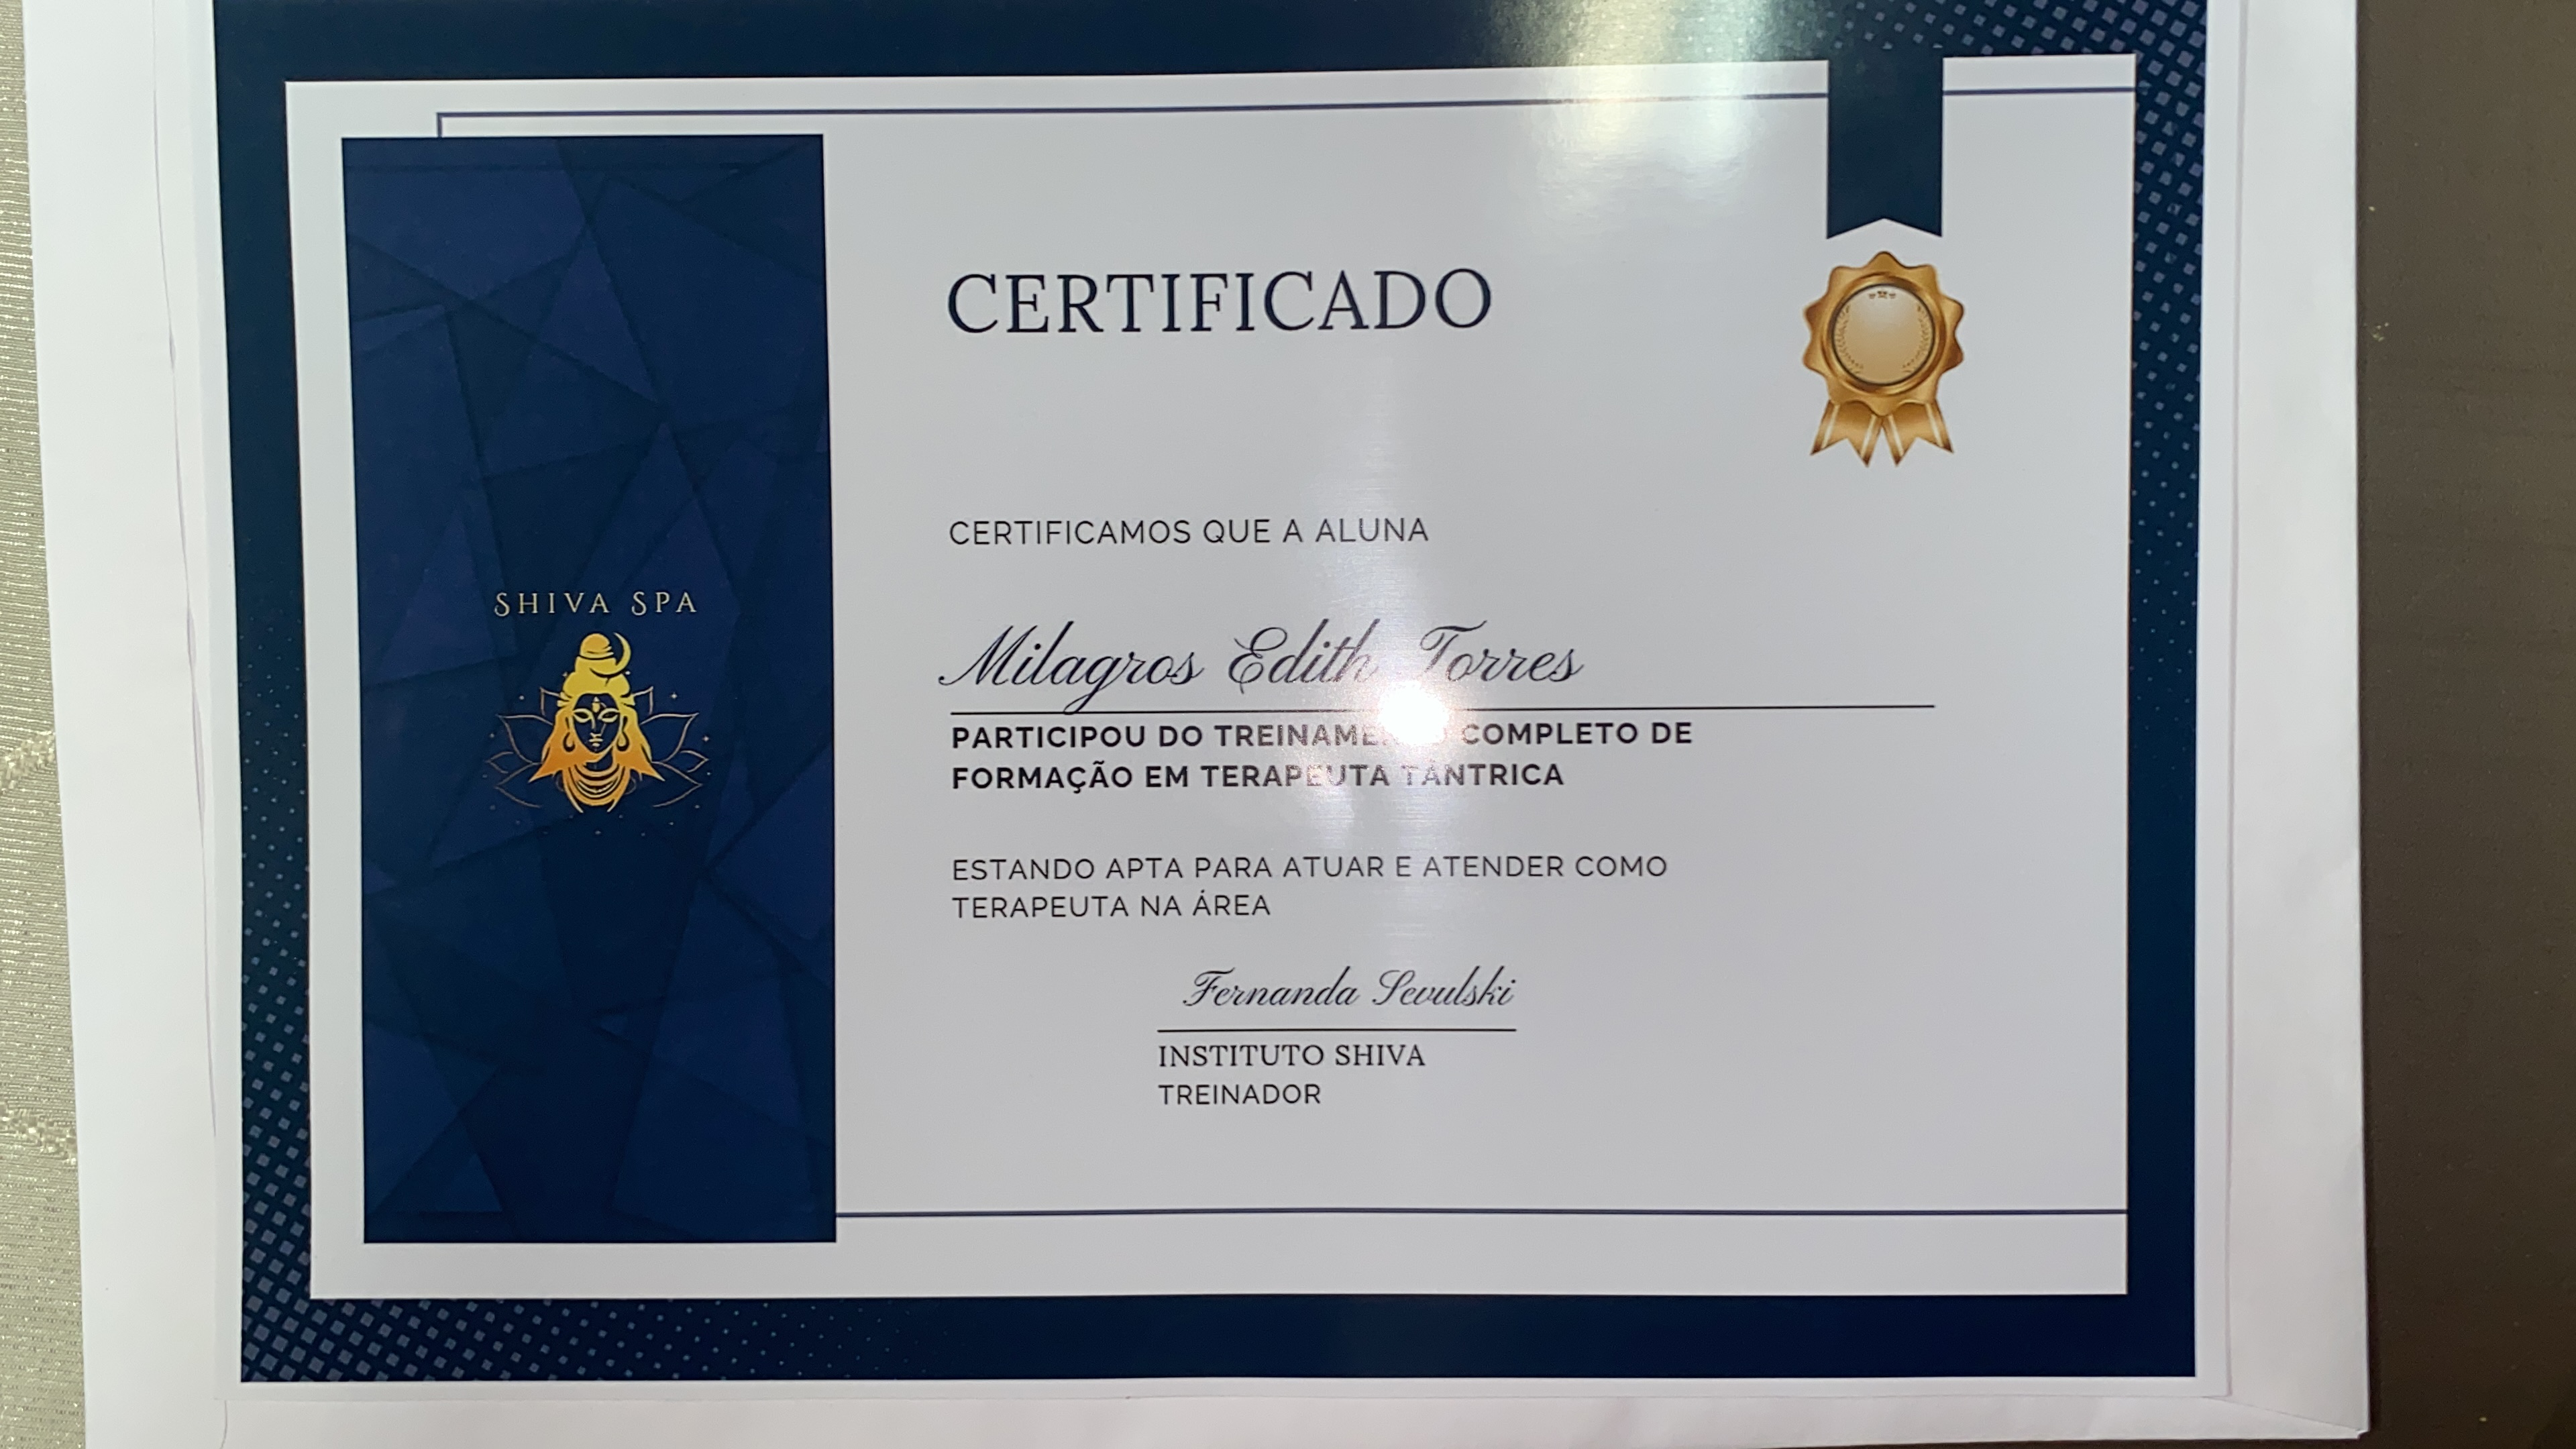 CERTIFICADO
CERTIFICAMOS QUE A ALUNA
SHIVA SPA
Milagros Edith Torres
PARTICIPOU DO COMPLETO DE
FORMAÇÃO EM TERAPEUTA TÂNTRICA
ESTANDO APTA PARA ATUAR E ATENDER COMO
TERAPEUTA NA ÁREA
Fernanda Sevulski
INSTITUTO SHIVA
TREINADOR